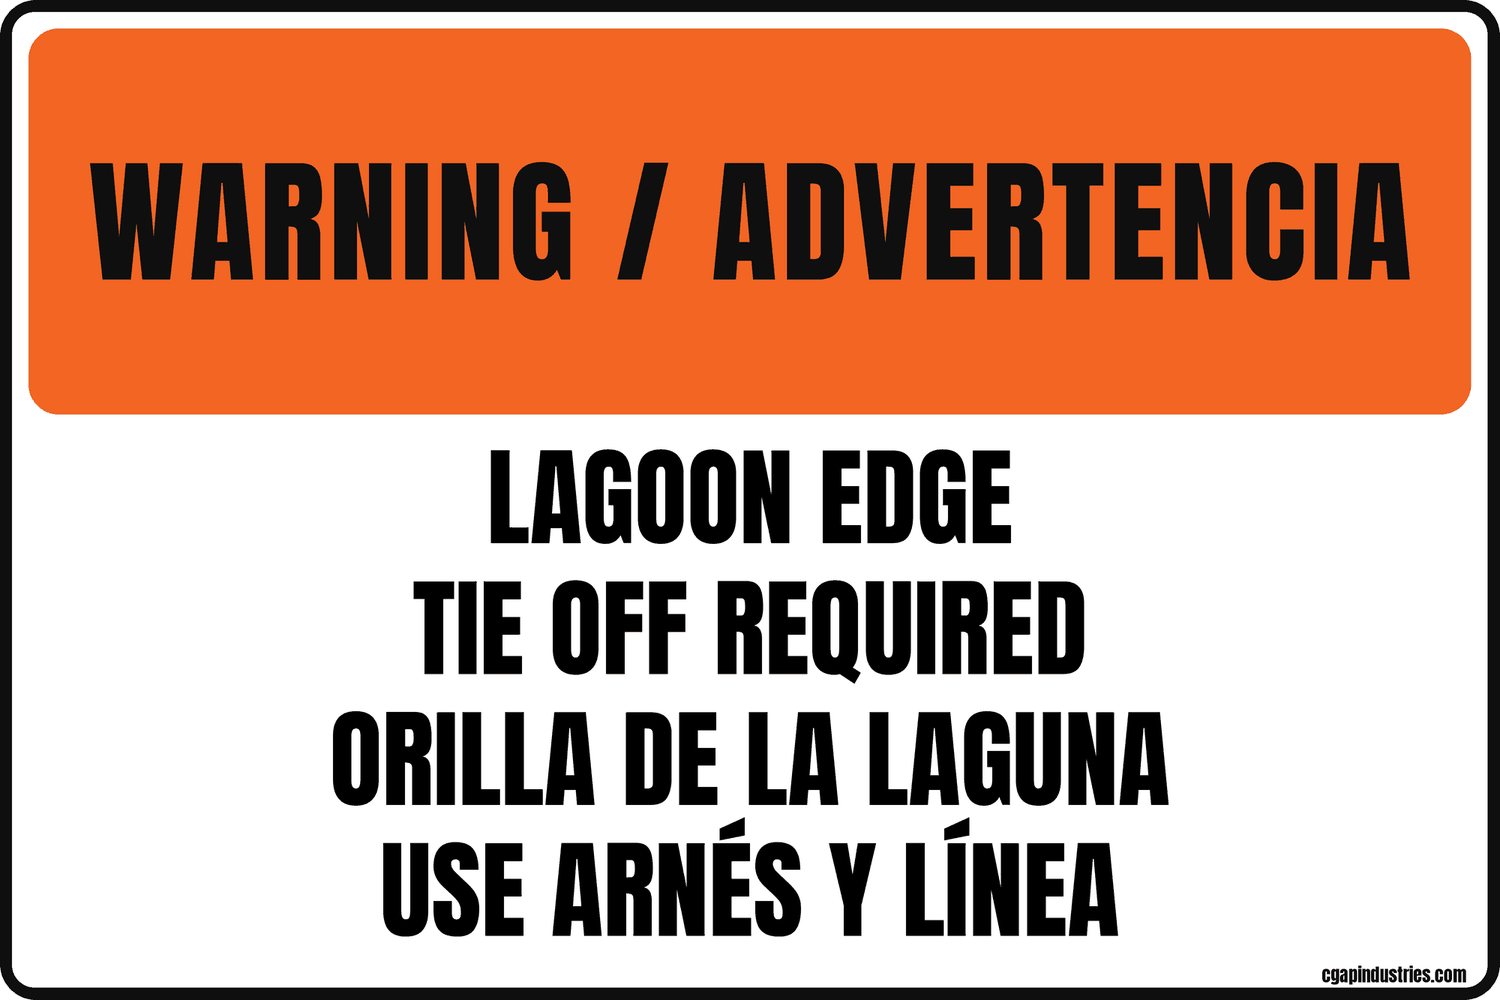 WARNING / ADVERTENCIA
LAGOON EDGE
TIE OFF REQUIRED
ORILLA DE LA LAGUNA
USE ARNÉS Y LÍNEA
cgapindustries.com